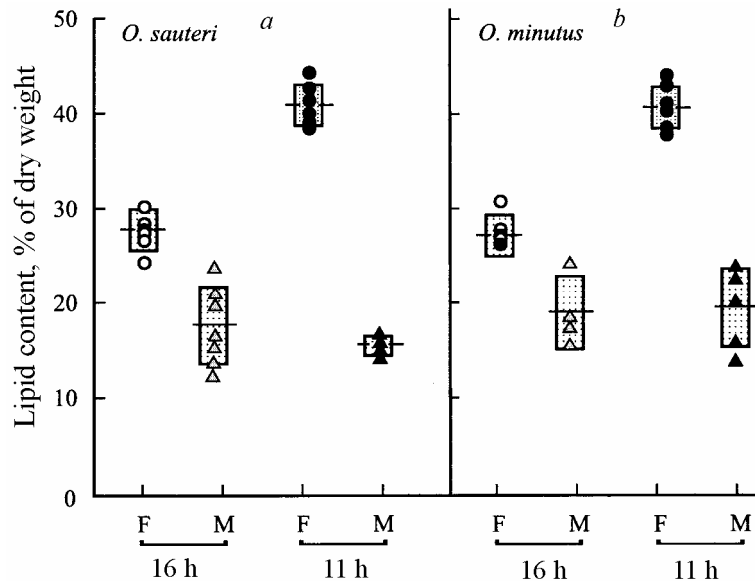 Lipid content, % of dry weight
50
40
30
20
10
0
O. sauteri a
O. minutus b
F M F M F M F M
16 h 11 h 16 h 11 h